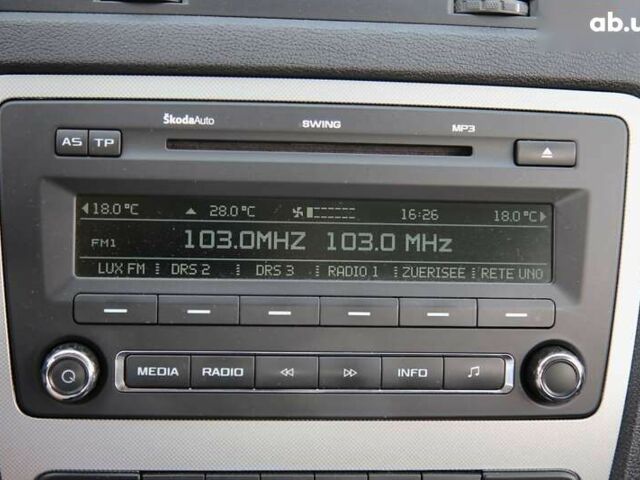 ab.u
ŠkodaAuto SWING MP3
AS TP
18.0°C 28.0°C 16:26 18.0°C
FM1 103.0MHZ 103.0 MHz
LUX FM DRS 2 DRS 3 RADIO 1 ZUERISEE RETE UNO
MEDIA RADIO INFO